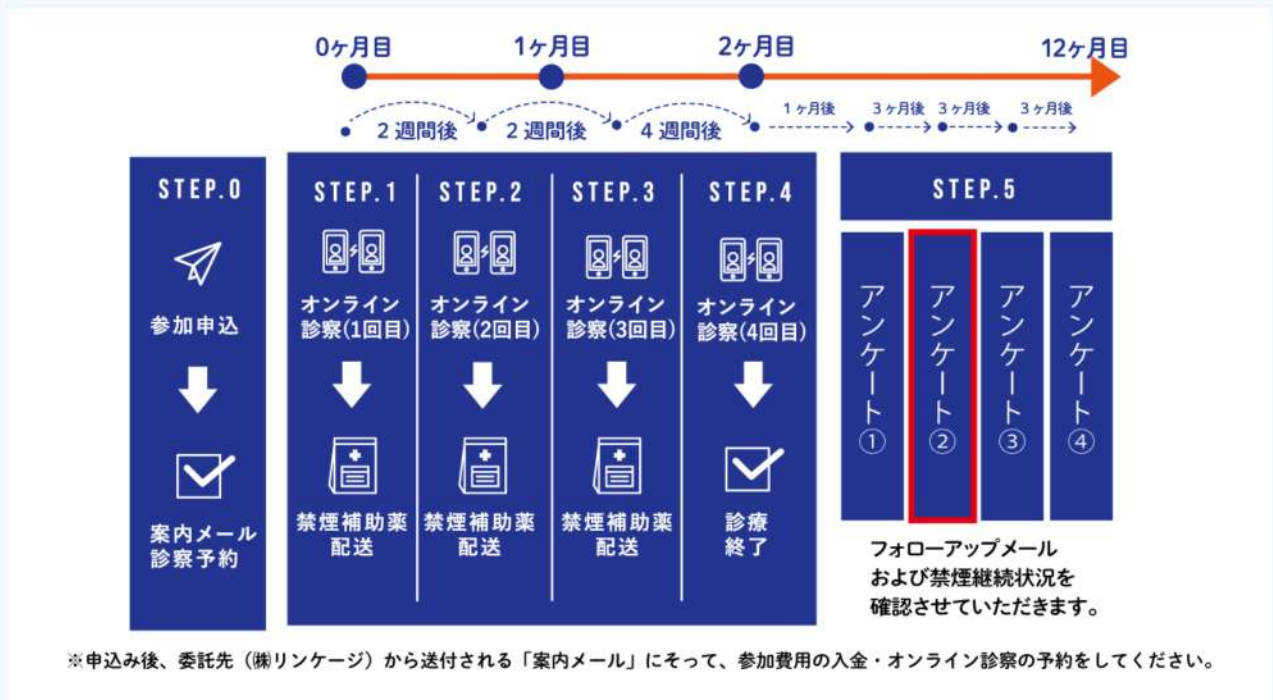 0ヶ月目
1ヶ月目
2ヶ月目
12ヶ月目
2週間後
2週間後
4週間後
1ヶ月後
3ヶ月後
3ヶ月後
3ヶ月後
STEP.0
参加申込
案内メール
診察予約
STEP.1
オンライン
診察(1回目)
禁煙補助薬
配送
STEP.2
オンライン
診察(2回目)
禁煙補助薬
配送
STEP.3
オンライン
診察(3回目)
禁煙補助薬
配送
STEP.4
オンライン
診察(4回目)
診療
終了
STEP.5
アンケート①
アンケート②
アンケート③
アンケート④
フォローアップメール
および禁煙継続状況を
確認させていただきます。
※申込み後、委託先（㈱リンケージ）から送付される「案内メール」にそって、参加費用の入金・オンライン診察の予約をしてください。